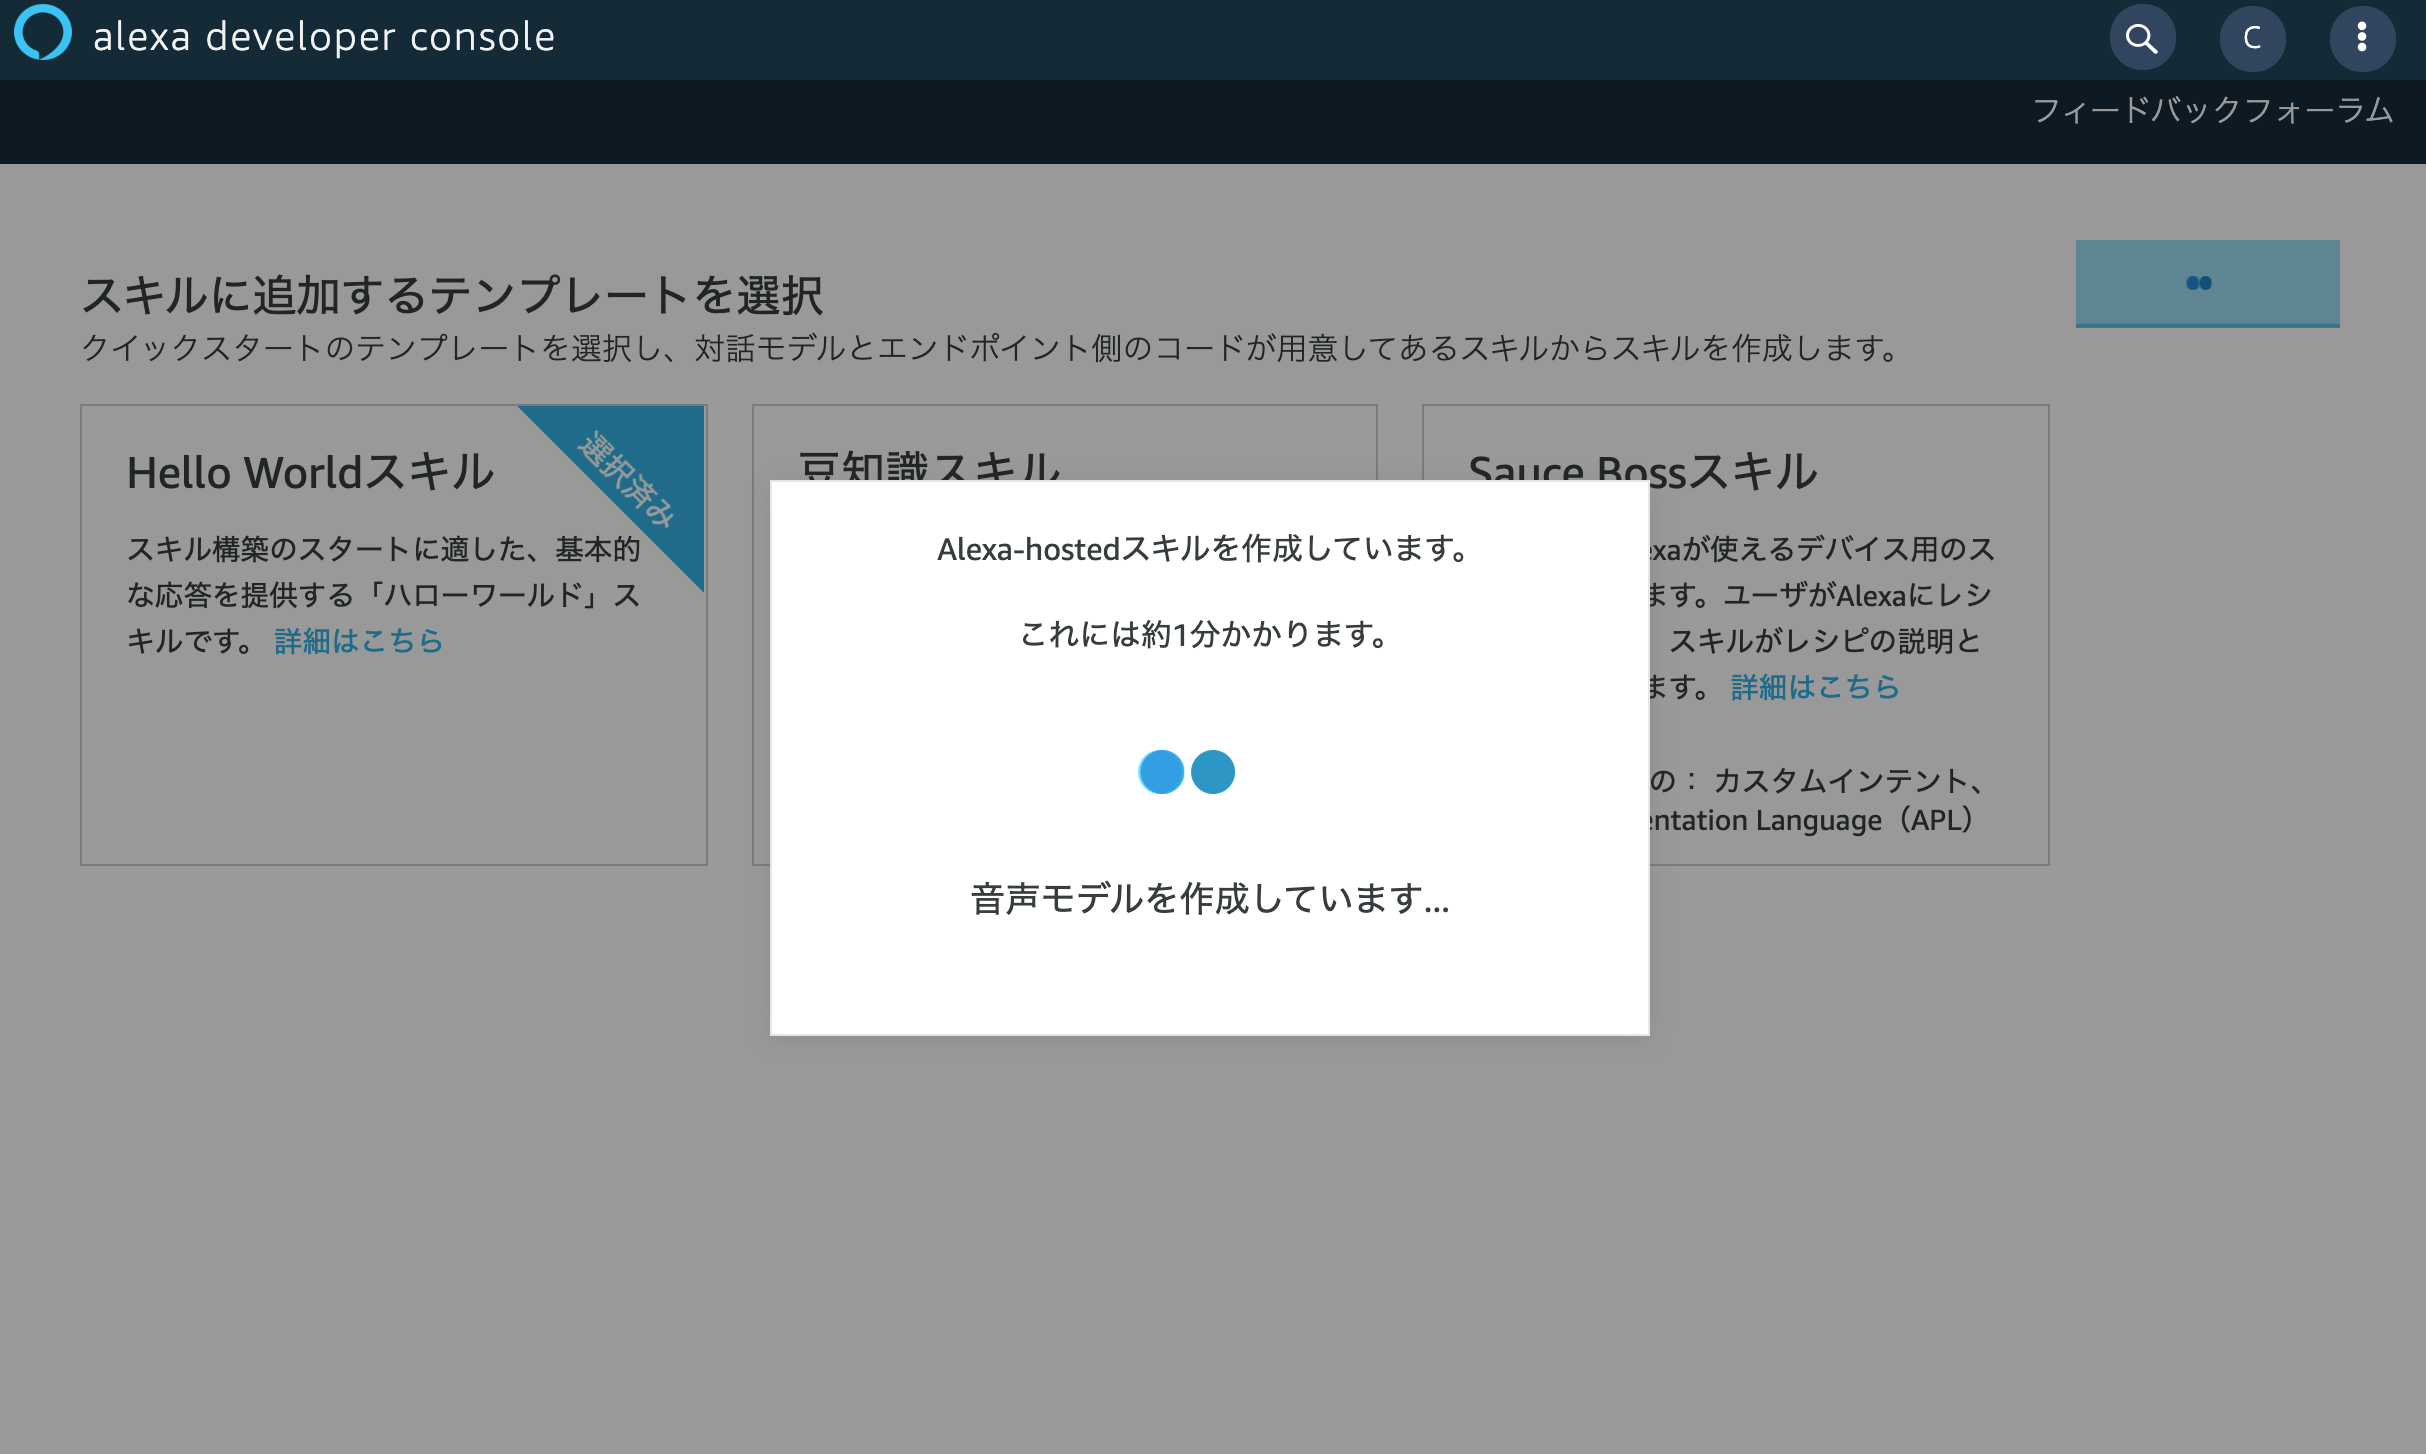 alexa developer console
C
フィードバックフォーラム
スキルに追加するテンプレートを選択
クイックスタートのテンプレートを選択し、対話モデルとエンドポイント側のコードが用意してあるスキルからスキルを作成します。
Hello Worldスキル
選択済み
スキル構築のスタートに適した、基本的
な応答を提供する「ハローワールド」ス
キルです。 詳細はこちら
豆知識スキル
Sauce Bossスキル
exaが使えるデバイス用のス
ます。ユーザがAlexaにレシ
スキルがレシピの説明と
ます。 詳細はこちら
の： カスタムインテント、
entation Language（APL）
Alexa-hostedスキルを作成しています。
これには約1分かかります。
音声モデルを作成しています...